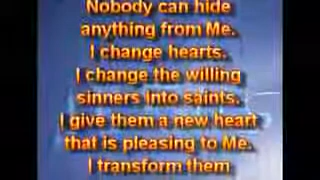 Nobody can hide
anything from Me.
I change hearts.
I change the willing
sinners into saints.
I give them a new heart
that is pleasing to Me.
I transform them